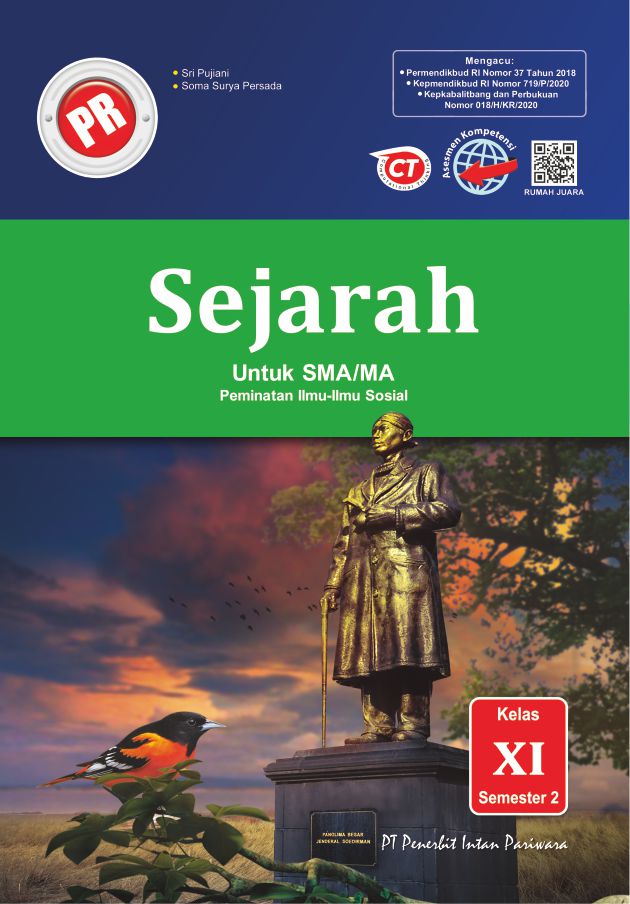 PR
Sri Pujiani
Soma Surya Persada
Mengacu:
Permendikbud RI Nomor 37 Tahun 2018
Kepmendikbud RI Nomor 719/P/2020
Kepkabalitbang dan Perbukuan
Nomor 018/H/KR/2020
CT
Computational Thinking
Asesmen Kompetensi
RUMAH JUARA
Sejarah
Untuk SMA/MA
Peminatan Ilmu-Ilmu Sosial
Kelas
XI
Semester 2
PANGLIMA BESAR
JENDERAL SOEDIRMAN
PT Penerbit Intan Pariwara